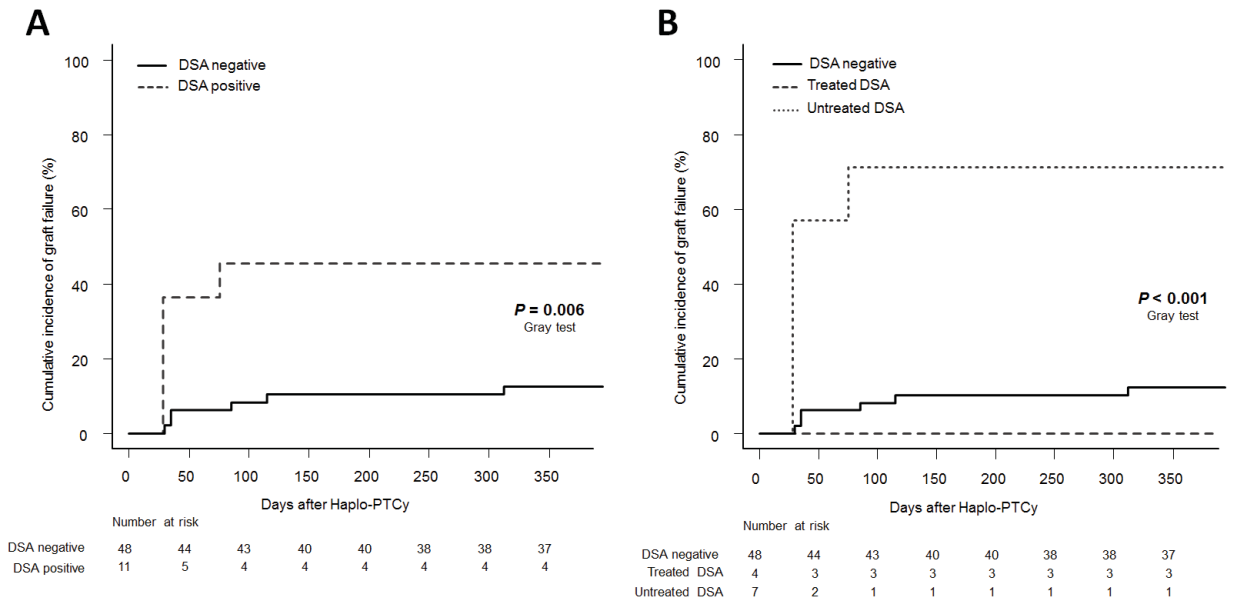 A
DSA negative
DSA positive
Cumulative incidence of graft failure (%)
100
80
60
40
20
0
P = 0.006
Gray test
0 50 100 150 200 250 300 350
Days after Haplo-PTCy
Number at risk
DSA negative 48 44 43 40 40 38 38 37
DSA positive 11 5 4 4 4 4 4 4
B
DSA negative
Treated DSA
Untreated DSA
Cumulative incidence of graft failure (%)
100
80
60
40
20
0
P < 0.001
Gray test
0 50 100 150 200 250 300 350
Days after Haplo-PTCy
Number at risk
DSA negative 48 44 43 40 40 38 38 37
Treated DSA 4 3 3 3 3 3 3 3
Untreated DSA 7 2 1 1 1 1 1 1